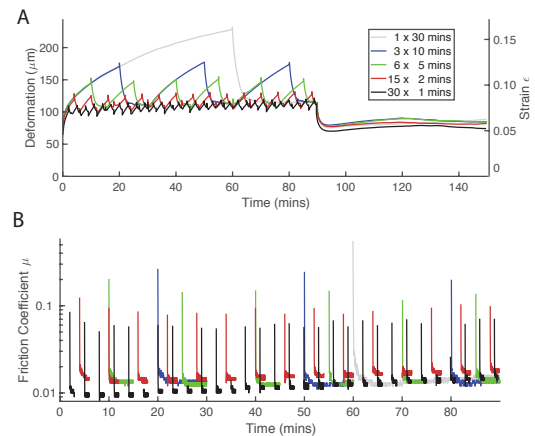 A
Deformation (μm)
200
150
100
50
0
0 20 40 60 80 100 120 140
Time (mins)
1 x 30 mins
3 x 10 mins
6 x 5 mins
15 x 2 mins
30 x 1 mins
0.15
0.10
0.05
0
Strain ϵ
B
Friction Coefficient μ
0.1
0.01
0 10 20 30 40 50 60 70 80
Time (mins)